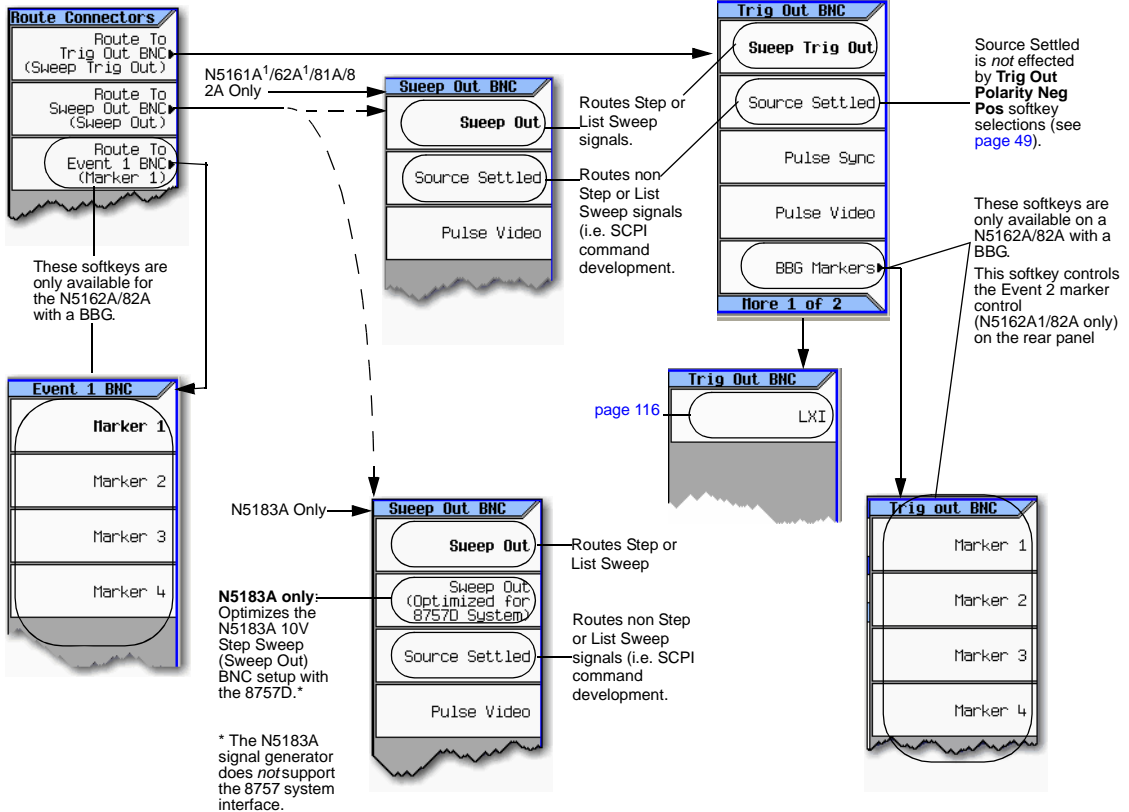 Route Connectors
Route To
Trig Out BNC
(Sweep Trig Out)
Route To
Sweep Out BNC
(Sweep Out)
Route To
Event 1 BNC
(Marker 1)
These softkeys are
only available for
the N5162A/82A
with a BBG.
Event 1 BNC
Marker 1
Marker 2
Marker 3
Marker 4
N5161A1/62A1/81A/8
2A Only
Sweep Out BNC
Sweep Out
Source Settled
Pulse Video
Routes Step or
List Sweep
signals.
Routes non
Step or List
Sweep signals
(i.e. SCPI
command
development.
Trig Out BNC
Sweep Trig Out
Source Settled
Pulse Sync
Pulse Video
BBG Markers
More 1 of 2
Source Settled
is not effected
by Trig Out
Polarity Neg
Pos softkey
selections (see
page 49).
These softkeys are
only available on a
N5162A/82A with a
BBG.
This softkey controls
the Event 2 marker
control
(N5162A1/82A only)
on the rear panel
Trig Out BNC
page 116
LXI
Trig out BNC
Marker 1
Marker 2
Marker 3
Marker 4
N5183A Only
Sweep Out BNC
Sweep Out
Sweep Out
(Optimized for
8757D System)
Source Settled
Pulse Video
Routes Step or
List Sweep
Routes non Step
or List Sweep
signals (i.e. SCPI
command
development.
N5183A only:
Optimizes the
N5183A 10V
Step Sweep
(Sweep Out)
BNC setup with
the 8757D.*
* The N5183A
signal generator
does not support
the 8757 system
interface.